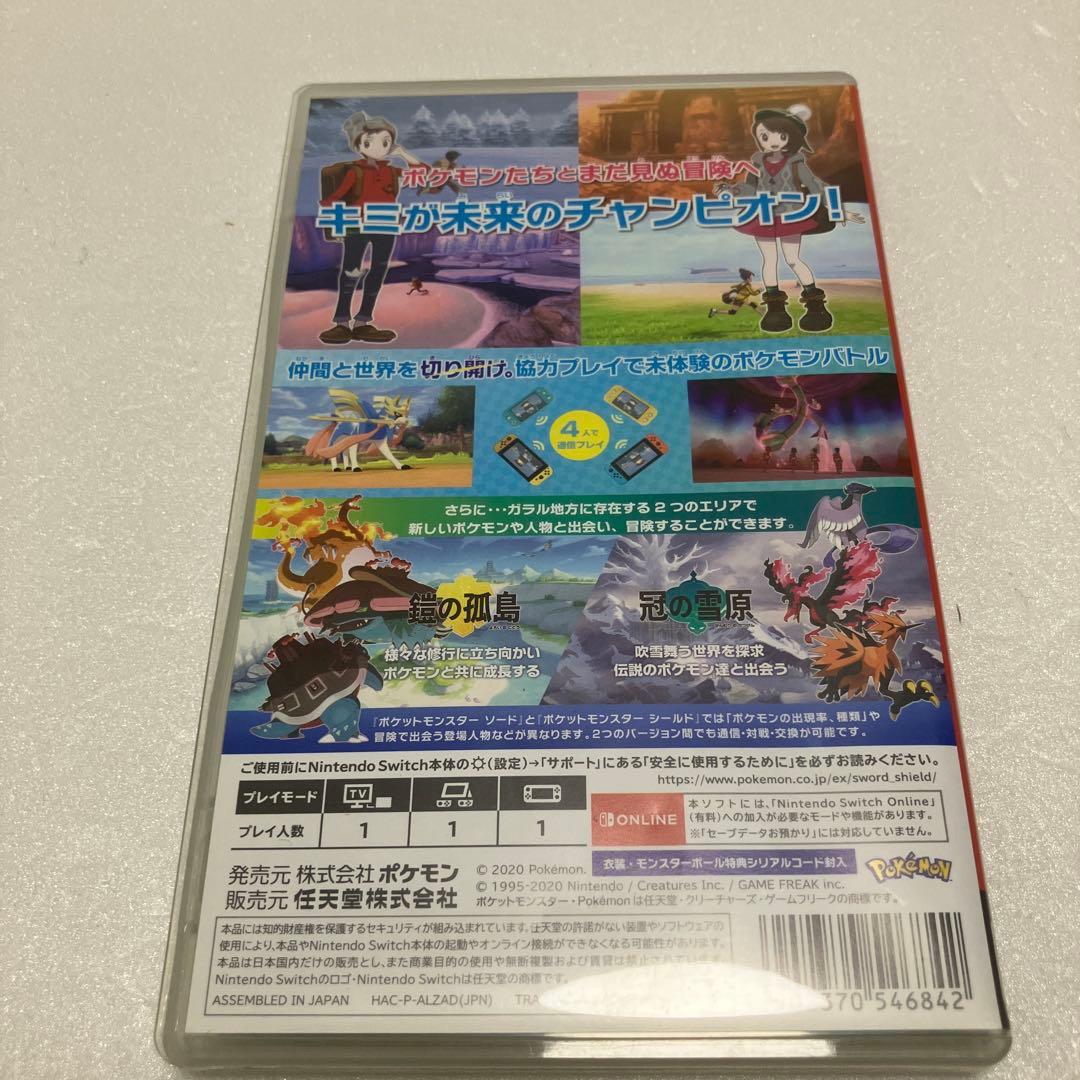 ポケモンたちとまだ見ぬ冒険へ
キミが未来のチャンピオン!
仲間と世界を切り開け。協力プレイで未体験のポケモンバトル
4人で
通信プレイ
さらに・・・ガラル地方に存在する2つのエリアで
新しいポケモンや人物と出会い、冒険することができます。
鎧の孤島
様々な修行に立ち向かい
ポケモンと共に成長する
冠の雪原
吹雪舞う世界を探求
伝説のポケモン達と出会う
『ポケットモンスター ソード』と『ポケットモンスター シールド』では「ポケモンの出現率、種類」や
冒険で出会う登場人物などが異なります。2つのバージョン間でも通信・対戦・交換が可能です。
ご使用前にNintendo Switch本体の(設定)→「サポート」にある「安全に使用するために」を必ずお読みください。
https://www.pokemon.co.jp/ex/sword_shield/
プレイモード TV
プレイ人数 1 1 1
ONLINE
本ソフトには、「Nintendo Switch Online」
(有料)への加入が必要なモードや機能があります。
※「セーブデータお預かり」には対応していません。
発売元 株式会社ポケモン
販売元 任天堂株式会社
© 2020 Pokémon.
© 1995-2020 Nintendo / Creatures Inc. / GAME FREAK inc.
ポケットモンスター・Pokémonは任天堂・クリーチャーズ・ゲームフリークの商標です。
衣装・モンスターボール特典シリアルコード封入
POKéMON
本品には知的財産権を保護するセキュリティが組み込まれています。任天堂の許諾がない装置やソフトウェアの
使用により、本品やNintendo Switch本体の起動やオンライン接続ができなくなる可能性があります。
本品は日本国内だけの販売とし、また商業目的の使用や無断複製および賃貸は禁止されています。
Nintendo Switchのロゴ・Nintendo Switchは任天堂の商標です。
ASSEMBLED IN JAPAN HAC-P-ALZAD(JPN)
370 546842